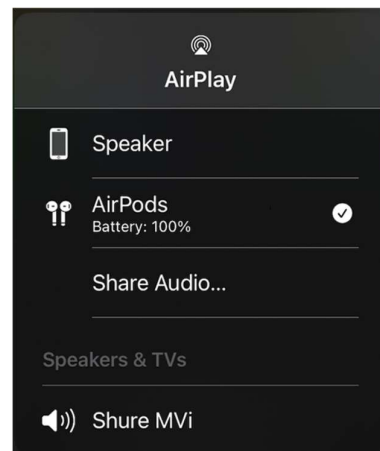 AirPlay
Speaker
AirPods
Battery: 100%
Share Audio...
Speakers & TVs
Shure MVi